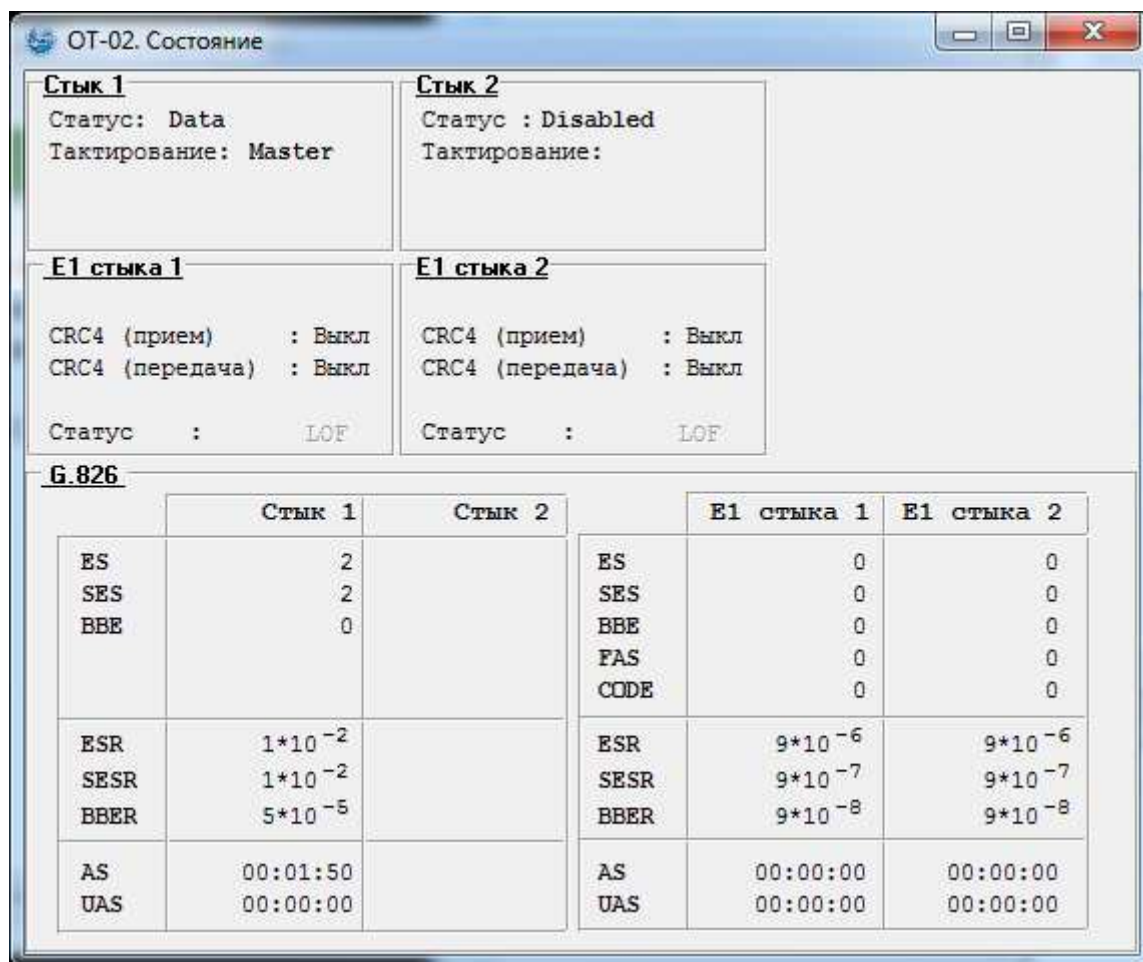 ОТ-02. Состояние
Стык 1
Статус: Data
Тактирование: Master
Стык 2
Статус : Disabled
Тактирование:
E1 стыка 1
CRC4 (прием) : Выкл
CRC4 (передача) : Выкл
Статус : LOF
E1 стыка 2
CRC4 (прием) : Выкл
CRC4 (передача) : Выкл
Статус : LOF
G.826
Стык 1 Стык 2
ES 2
SES 2
BBE 0
ESR 1*10⁻²
SESR 1*10⁻²
BBER 5*10⁻⁵
AS 00:01:50
UAS 00:00:00
E1 стыка 1 E1 стыка 2
ES 0 0
SES 0 0
BBE 0 0
FAS 0 0
CODE 0 0
ESR 9*10⁻⁶ 9*10⁻⁶
SESR 9*10⁻⁷ 9*10⁻⁷
BBER 9*10⁻⁸ 9*10⁻⁸
AS 00:00:00 00:00:00
UAS 00:00:00 00:00:00